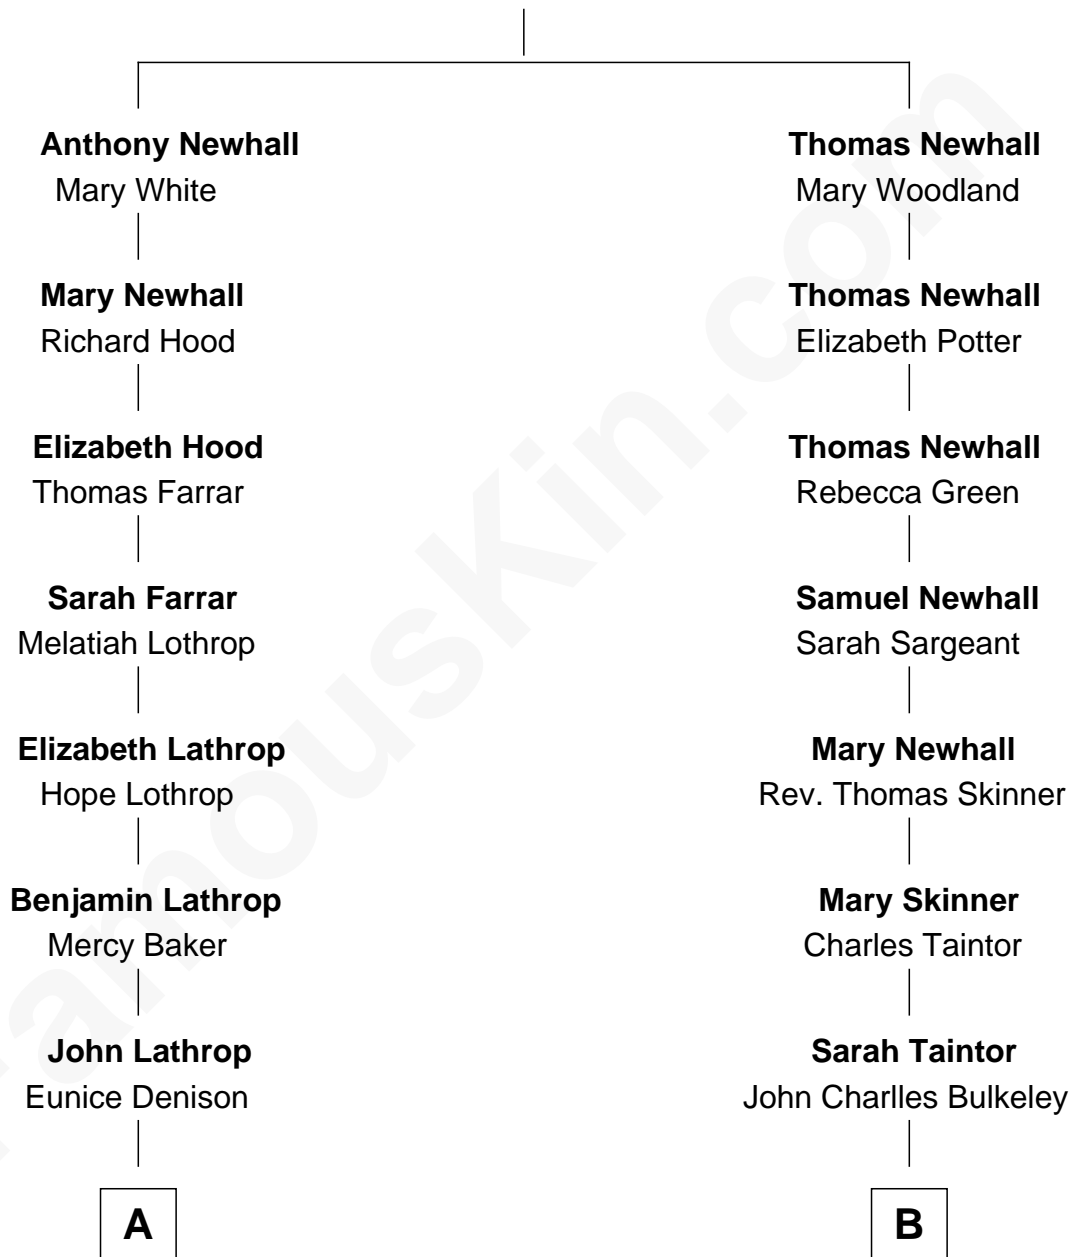 Anthony Newhall
Mary White
Mary Newhall
Richard Hood
Elizabeth Hood
Thomas Farrar
Sarah Farrar
Melatiah Lothrop
Elizabeth Lathrop
Hope Lothrop
Benjamin Lathrop
Mercy Baker
John Lathrop
Eunice Denison
A
Thomas Newhall
Mary Woodland
Thomas Newhall
Elizabeth Potter
Thomas Newhall
Rebecca Green
Samuel Newhall
Sarah Sargeant
Mary Newhall
Rev. Thomas Skinner
Mary Skinner
Charles Taintor
Sarah Taintor
John Charlles Bulkeley
B
FamousKin.com